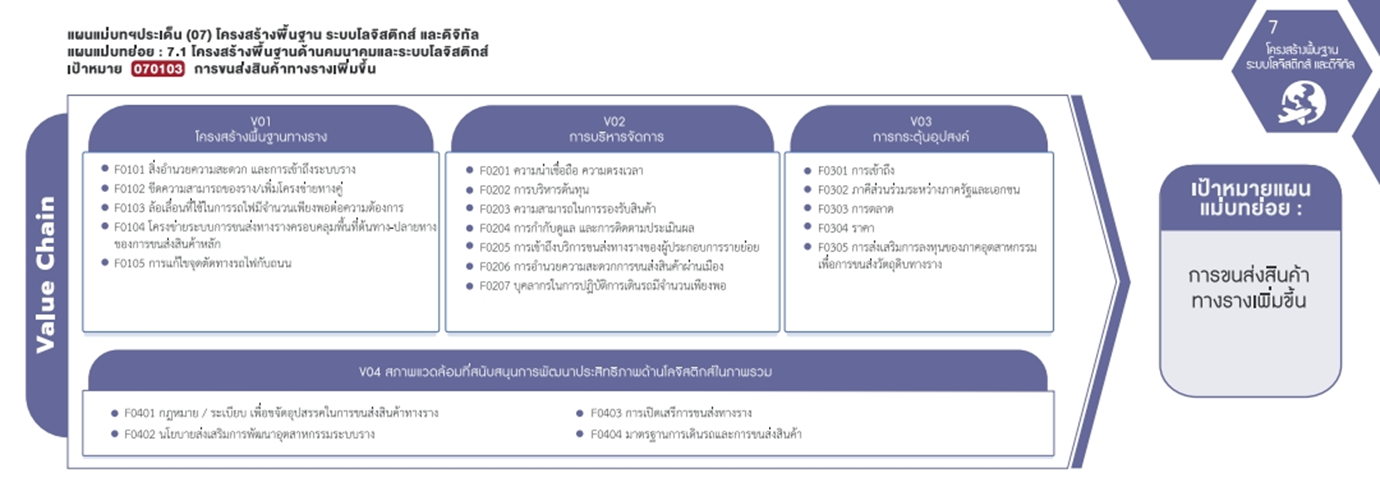 แผนแม่บทฯประเด็น (07) โครงสร้างพื้นฐาน ระบบโลจิสติกส์ และดิจิทัล
แผนแม่บทย่อย : 7.1 โครงสร้างพื้นฐานด้านคมนาคมและระบบโลจิสติกส์
เป้าหมาย 070103 การขนส่งสินค้าทางรางเพิ่มขึ้น
7
โครงสร้างพื้นฐาน
ระบบโลจิสติกส์ และดิจิทัล
Value Chain
V01
โครงสร้างพื้นฐานทางราง
F0101 สิ่งอำนวยความสะดวก และการเข้าถึงระบบราง
F0102 ขีดความสามารถของราง/เพิ่มโครงข่ายทางคู่
F0103 ล้อเลื่อนที่ใช้ในการรถไฟมีจำนวนเพียงพอต่อความต้องการ
F0104 โครงข่ายระบบการขนส่งทางรางครอบคลุมพื้นที่ต้นทาง-ปลายทาง
ของการขนส่งสินค้าหลัก
F0105 การแก้ไขจุดตัดทางรถไฟกับถนน
V02
การบริหารจัดการ
F0201 ความน่าเชื่อถือ ความตรงเวลา
F0202 การบริหารต้นทุน
F0203 ความสามารถในการรองรับสินค้า
F0204 การกำกับดูแล และการติดตามประเมินผล
F0205 การเข้าถึงบริการขนส่งทางรางของผู้ประกอบการรายย่อย
F0206 การอำนวยความสะดวกการขนส่งสินค้าผ่านเมือง
F0207 บุคลากรในการปฏิบัติการเดินรถมีจำนวนเพียงพอ
V03
การกระตุ้นอุปสงค์
F0301 การเข้าถึง
F0302 ภาคีส่วนร่วมระหว่างภาครัฐและเอกชน
F0303 การตลาด
F0304 ราคา
F0305 การส่งเสริมการลงทุนของภาคอุตสาหกรรม
เพื่อการขนส่งวัตถุดิบทางราง
V04 สภาพแวดล้อมที่สนับสนุนการพัฒนาประสิทธิภาพด้านโลจิสติกส์ในภาพรวม
F0401 กฎหมาย / ระเบียบ เพื่อขจัดอุปสรรคในการขนส่งสินค้าทางราง
F0402 นโยบายส่งเสริมการพัฒนาอุตสาหกรรมระบบราง
F0403 การเปิดเสรีการขนส่งทางราง
F0404 มาตรฐานการเดินรถและการขนส่งสินค้า
เป้าหมายแผน
แม่บทย่อย :
การขนส่งสินค้า
ทางรางเพิ่มขึ้น